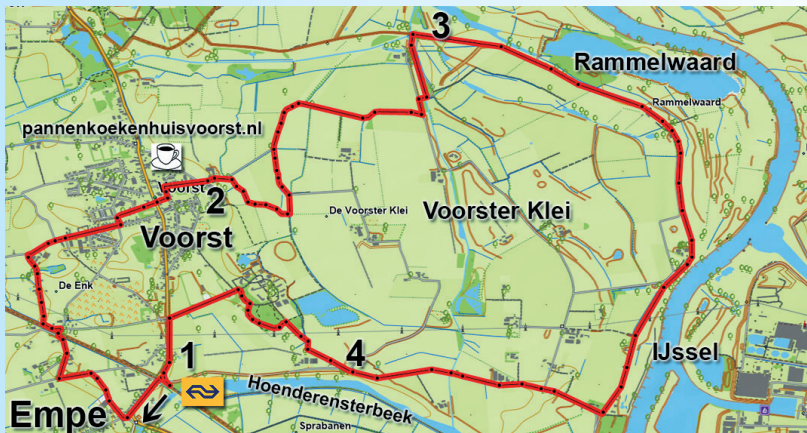 3
Rammelwaard
Rammelwaard
pannenkoekenhuisvoorst.nl
Voorst
2
De Voorster Klei
Voorster Klei
Voorst
De Enk
1
4
IJssel
Hoenderensterbeek
Empe
Sprabanen